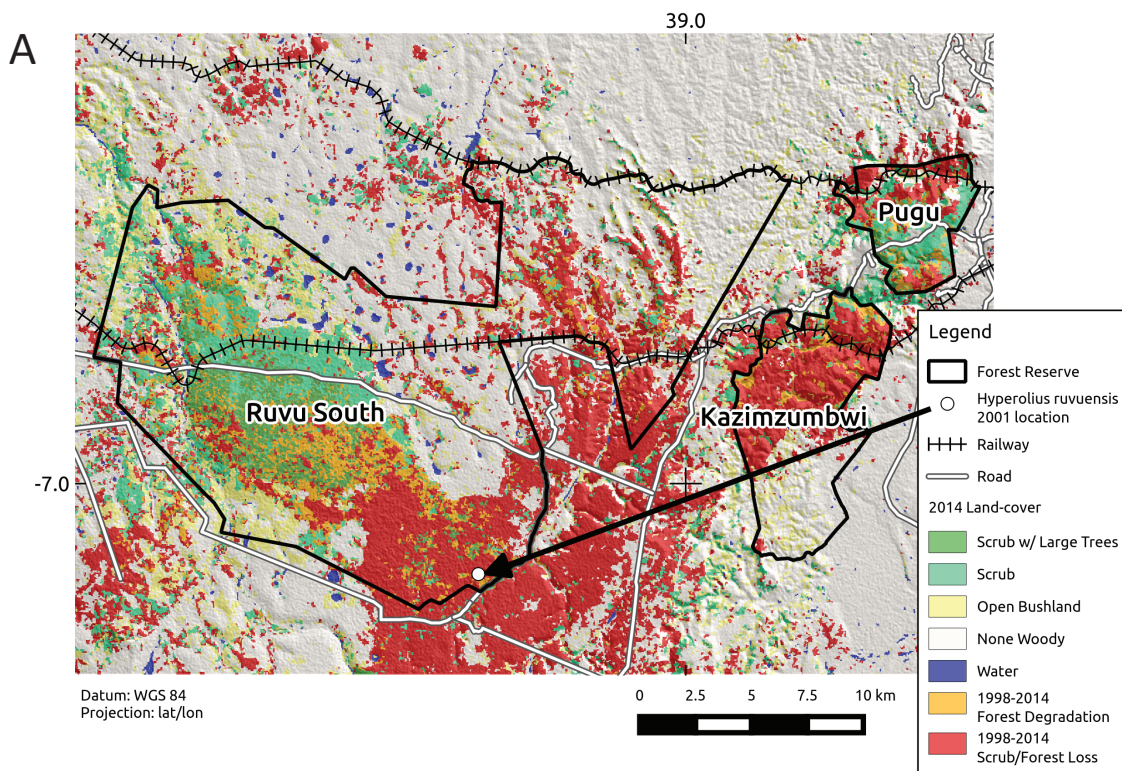 A
39.0
Pugu
Ruvu South
Kazimzumbwi
-7.0
Legend
Forest Reserve
Hyperolius ruvuensis
2001 location
Railway
Road
2014 Land-cover
Scrub w/ Large Trees
Scrub
Open Bushland
None Woody
Water
1998-2014
Forest Degradation
1998-2014
Scrub/Forest Loss
Datum: WGS 84
Projection: lat/lon
0 2.5 5 7.5 10 km